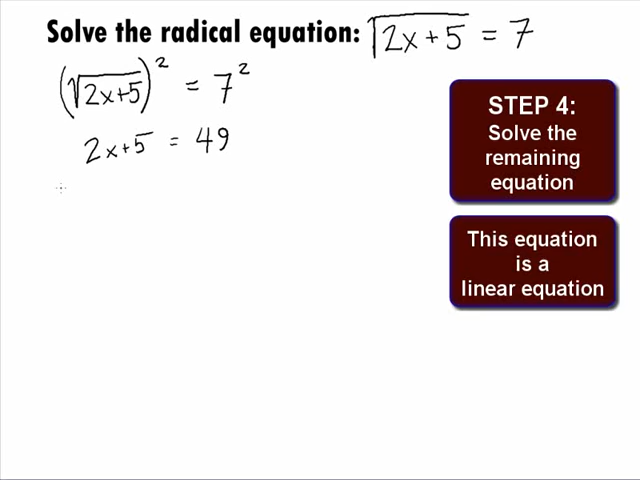 Solve the radical equation: √2x+5 = 7
(√2x+5)² = 7²
2x+5 = 49
STEP 4:
Solve the
remaining
equation
This equation
is a
linear equation